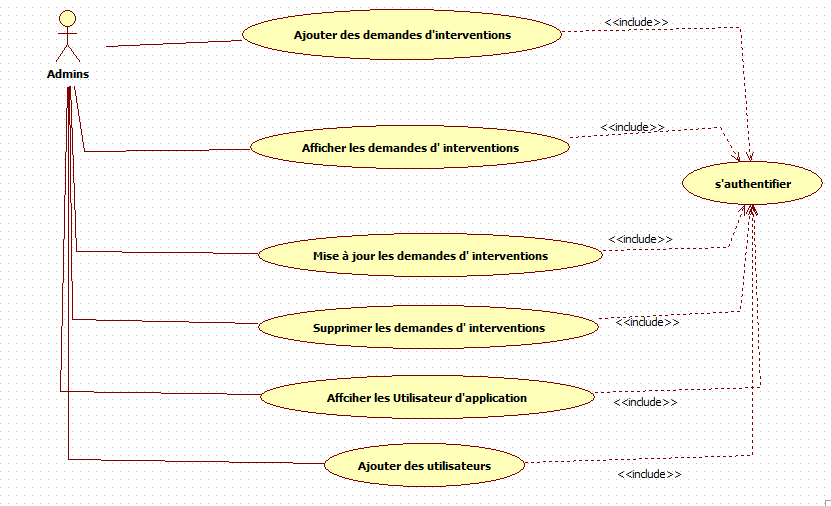 Ajouter des demandes d'interventions
<<include>>
Admins
Afficher les demandes d' interventions
<<include>>
s'authentifier
Mise à jour les demandes d' interventions
<<include>>
Supprimer les demandes d' interventions
<<include>>
Affciher les Utilisateur d'application
<<include>>
Ajouter des utilisateurs
<<include>>